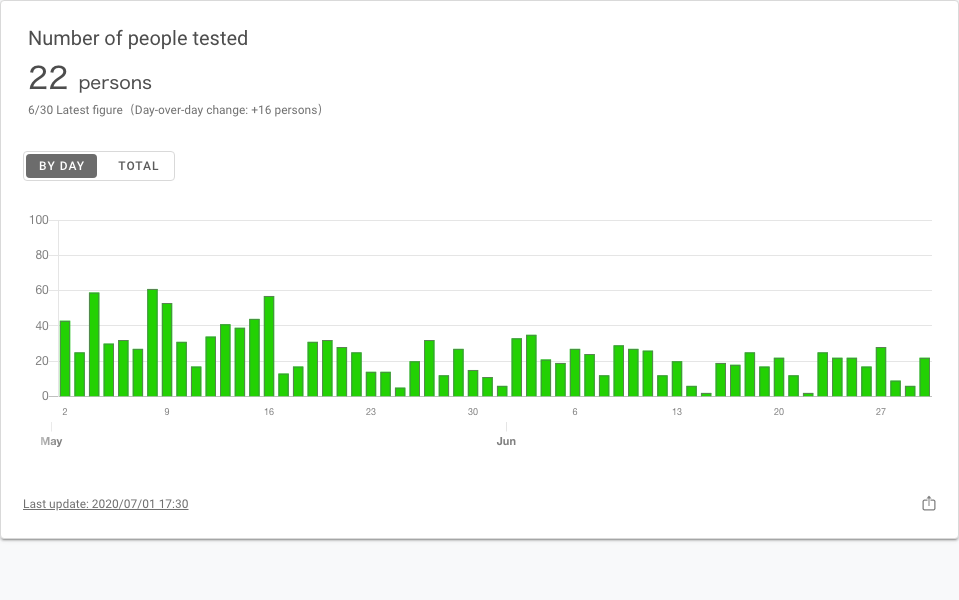 Number of people tested
22 persons
6/30 Latest figure（Day-over-day change: +16 persons）
BY DAY TOTAL
100
80
60
40
20
0
2 9 16 23 30 6 13 20 27
May Jun
Last update: 2020/07/01 17:30